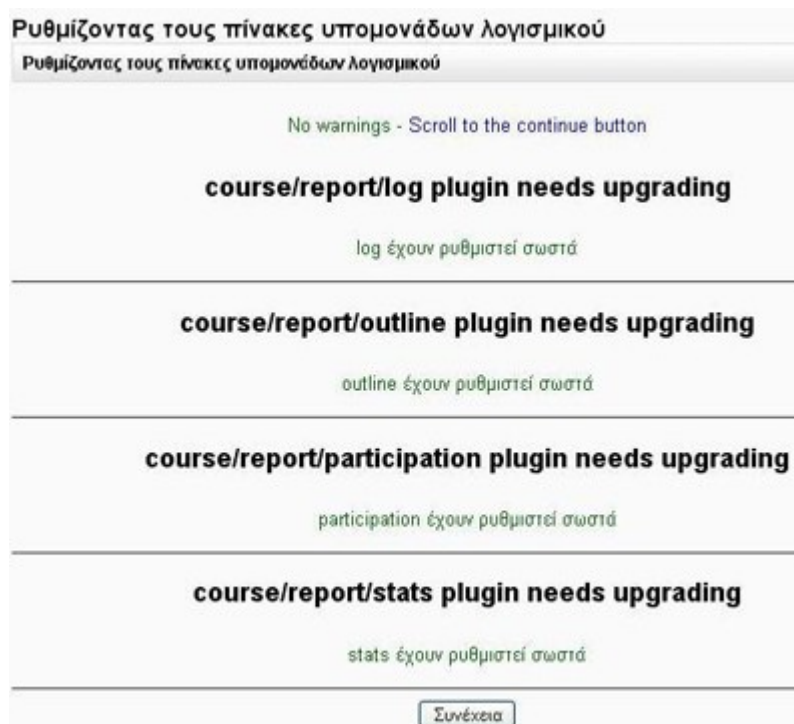 Ρυθμίζοντας τους πίνακες υπομονάδων λογισμικού
Ρυθμίζοντας τους πίνακες υπομονάδων λογισμικού
No warnings - Scroll to the continue button
course/report/log plugin needs upgrading
log έχουν ρυθμιστεί σωστά
course/report/outline plugin needs upgrading
outline έχουν ρυθμιστεί σωστά
course/report/participation plugin needs upgrading
participation έχουν ρυθμιστεί σωστά
course/report/stats plugin needs upgrading
stats έχουν ρυθμιστεί σωστά
Συνέχεια